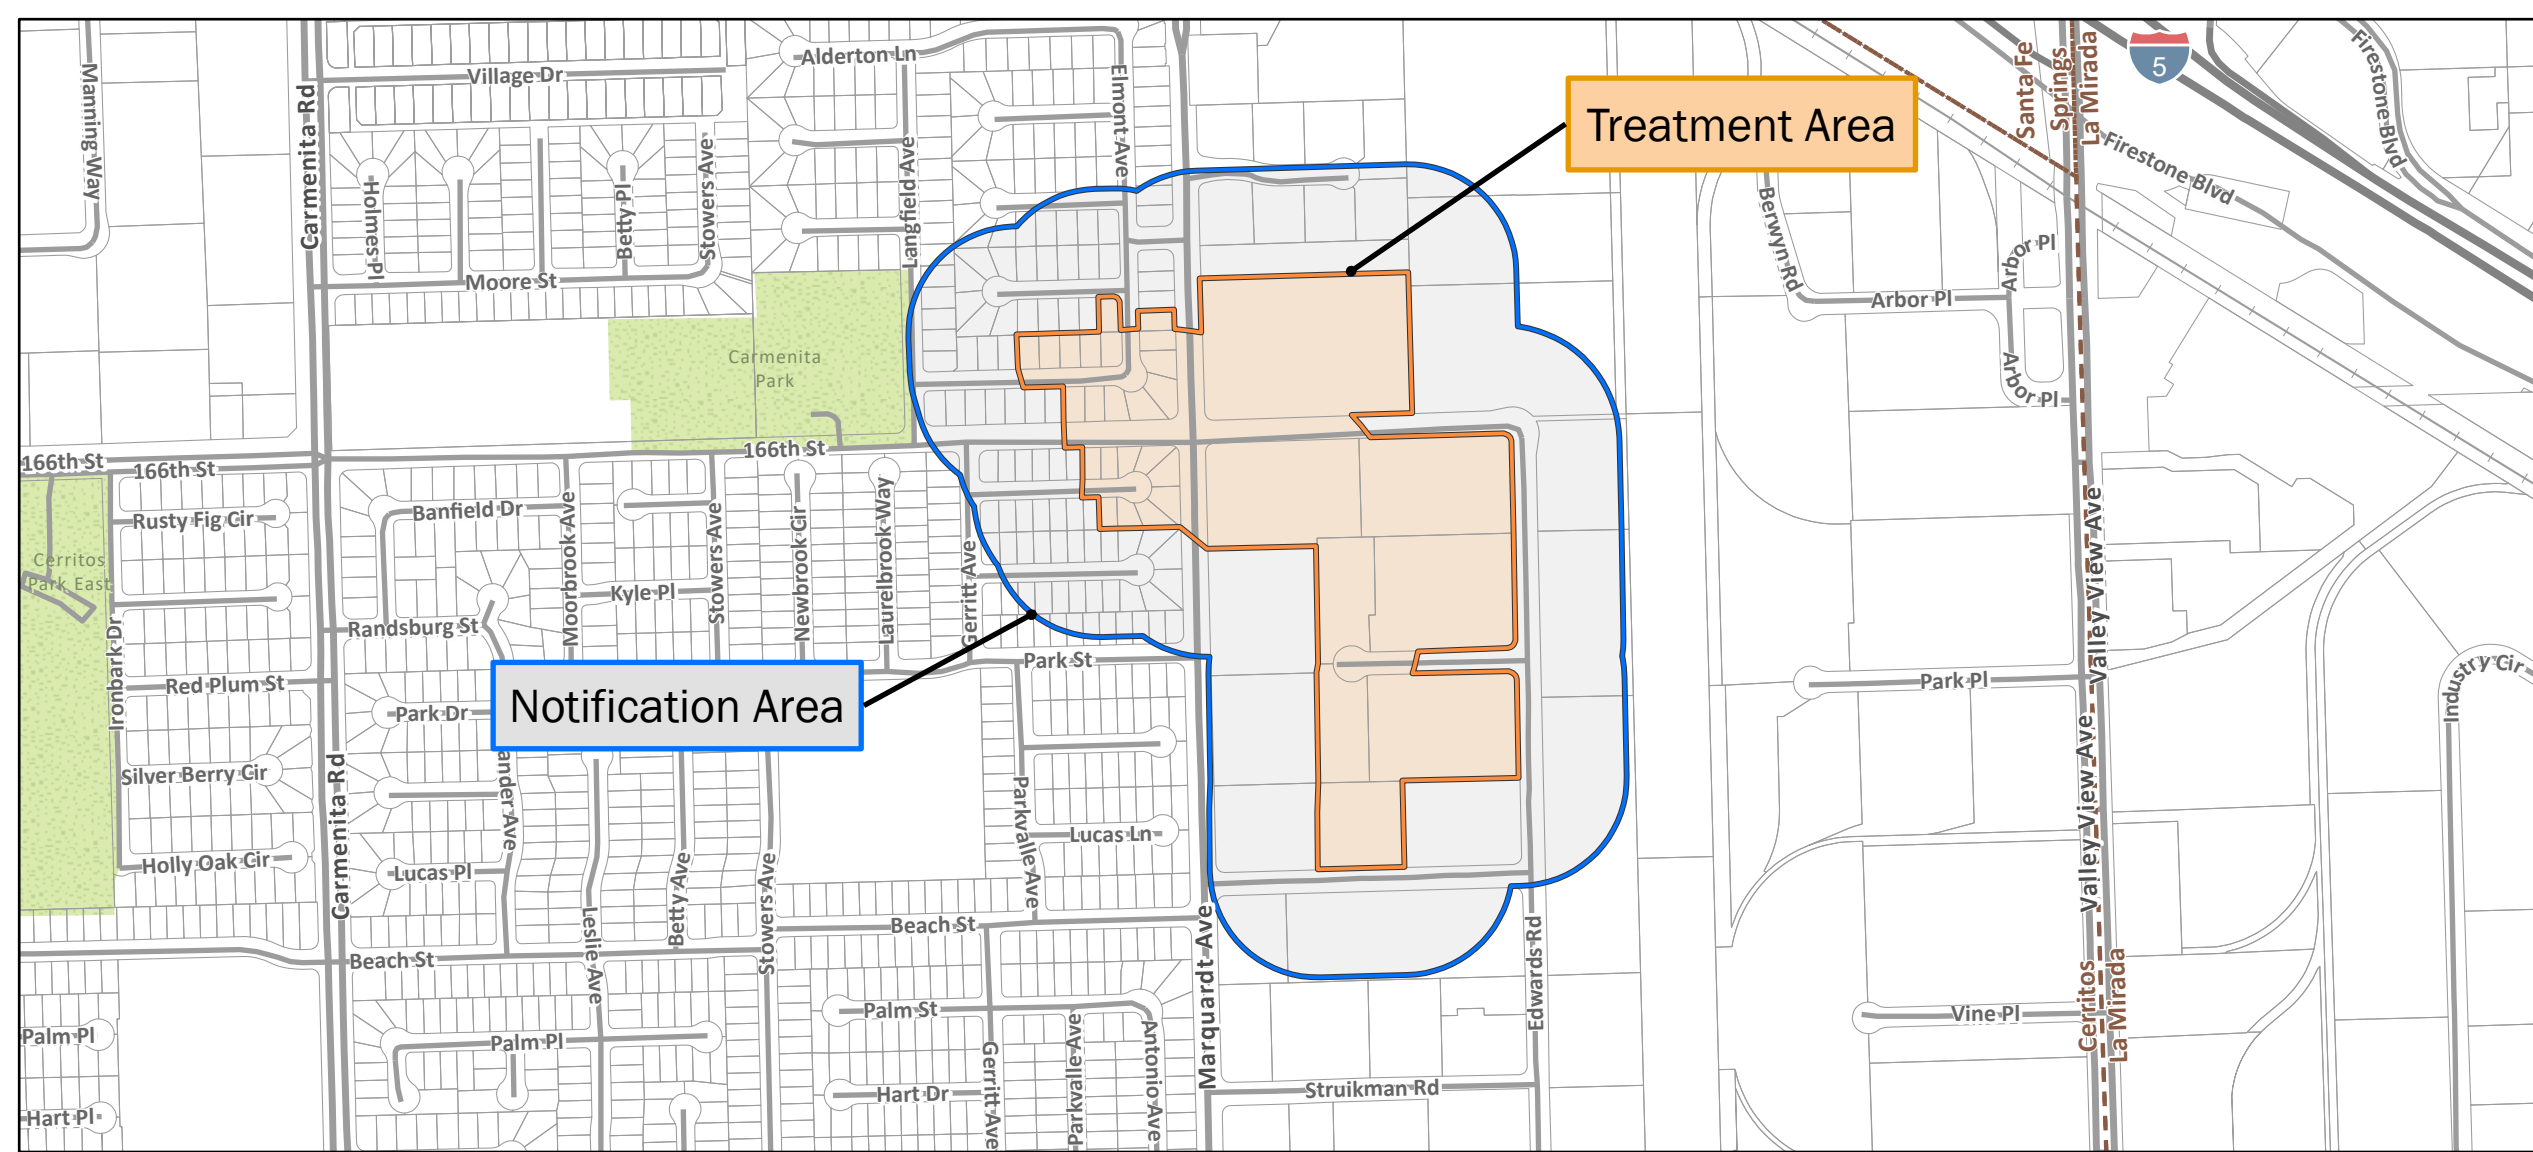 Alderton Ln
Village Dr
Manning Way
Carmenita Rd
Elmont Ave
Treatment Area
Santa Fe
Springs
La Mirada
5
Firestone Blvd
Firestone Blvd
Holmes Pl
Betty Pl
Stowers Ave
Langfield Ave
Moore St
Berwyn Rd
Arbor Pl
Arbor Pl
Arbor Pl
Carmenita
Park
166th St
166th St
166th St
Rusty Fig Cir
Banfield Dr
Moorbrook Ave
Stowers Ave
Newbrook Cir
Laurelbrook Way
Gerritt Ave
Valley View Ave
Cerritos
Park East
Kyle Pl
Randsburg St
Ironbark Dr
Red Plum St
Park Dr
Notification Area
Park St
Park Pl
Industry Cir
Silver Berry Cir
Carmenita Rd
ander Ave
Parkvalle Ave
Lucas Ln
Valley View Ave
Holly Oak Cir
Lucas Pl
Leslie Ave
Betty Ave
Stowers Ave
Beach St
Beach St
Marquardt Ave
Edwards Rd
Cerritos
La Mirada
Palm Pl
Palm Pl
Palm St
Gerritt Ave
Parkvalle Ave
Antonio Ave
Vine Pl
Hart Pl
Hart Dr
Struikman Rd